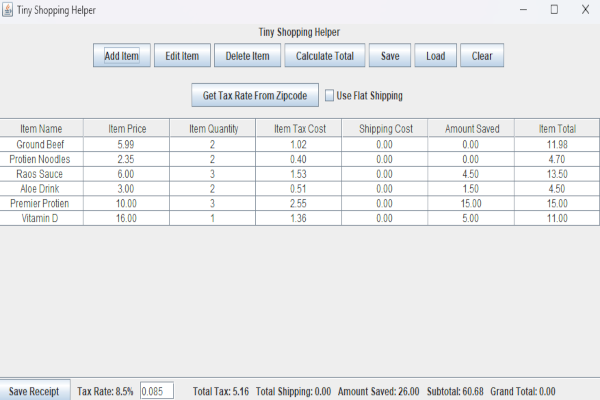 Tiny Shopping Helper
Tiny Shopping Helper
Add Item Edit Item Delete Item Calculate Total Save Load Clear
Get Tax Rate From Zipcode Use Flat Shipping
Item Name Item Price Item Quantity Item Tax Cost Shipping Cost Amount Saved Item Total
Ground Beef 5.99 2 1.02 0.00 0.00 11.98
Protien Noodles 2.35 2 0.40 0.00 0.00 4.70
Raos Sauce 6.00 3 1.53 0.00 4.50 13.50
Aloe Drink 3.00 2 0.51 0.00 1.50 4.50
Premier Protien 10.00 3 2.55 0.00 15.00 15.00
Vitamin D 16.00 1 1.36 0.00 5.00 11.00
Save Receipt Tax Rate: 8.5% 0.085 Total Tax: 5.16 Total Shipping: 0.00 Amount Saved: 26.00 Subtotal: 60.68 Grand Total: 0.00